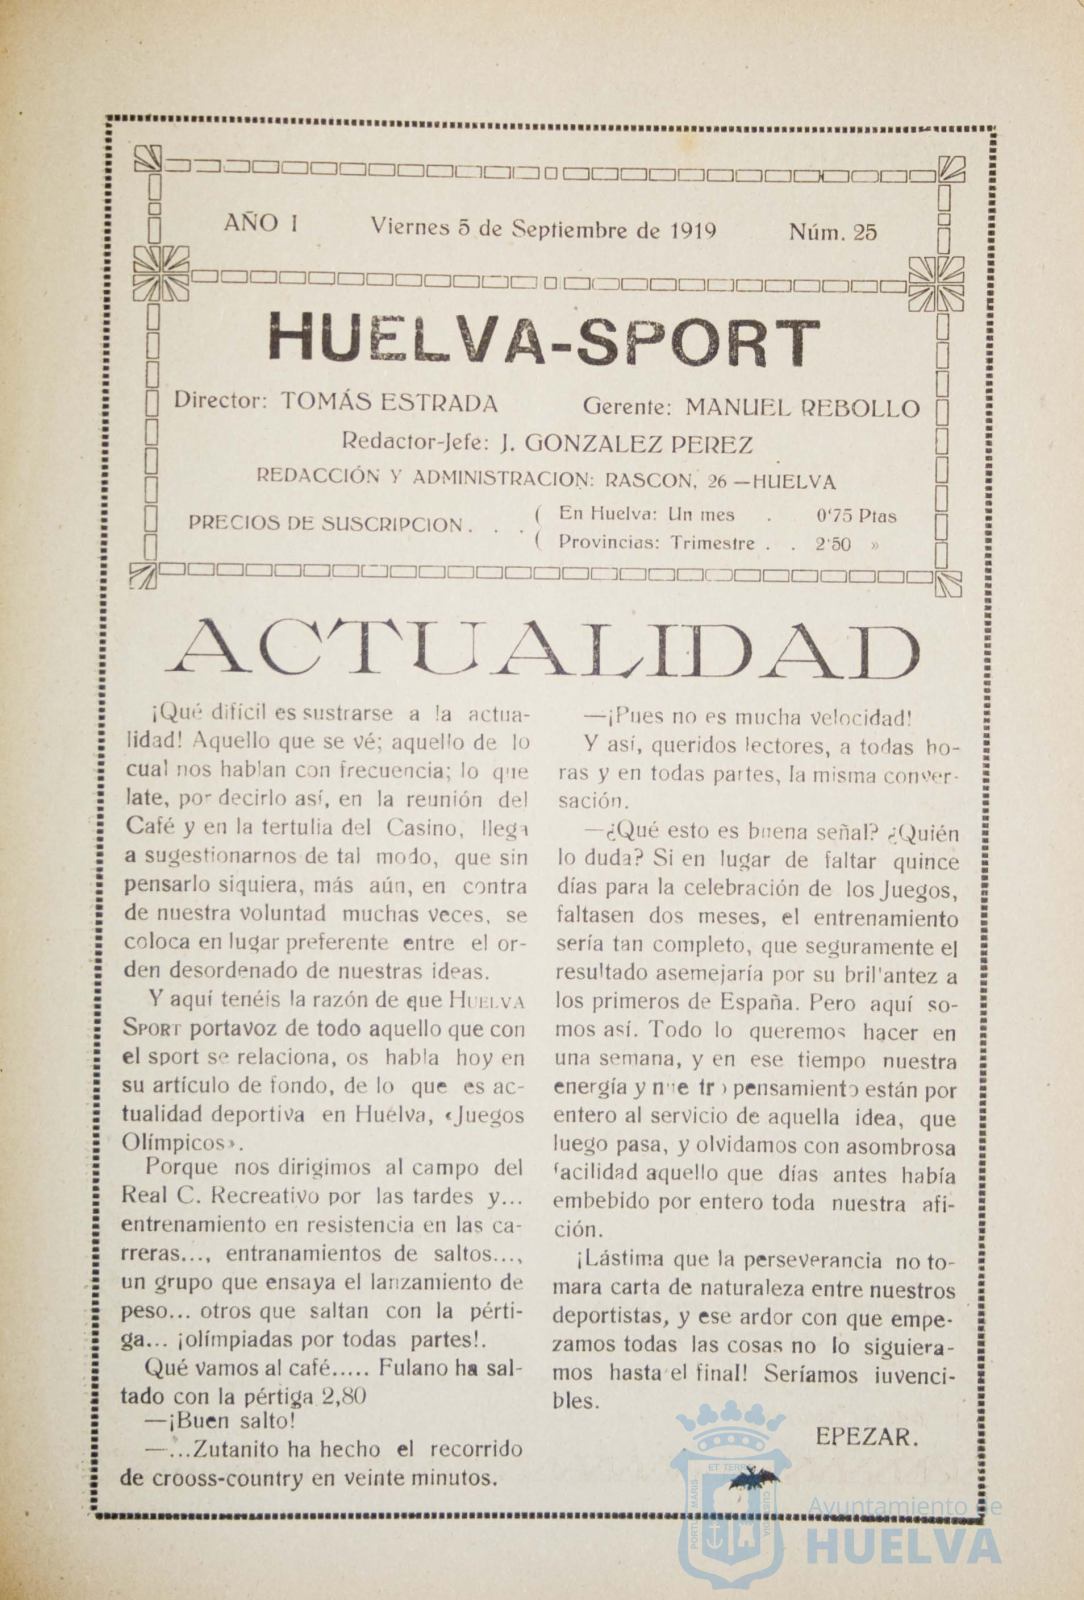 AÑO I Viernes 5 de Septiembre de 1919 Núm. 25
HUELVA-SPORT
Director: TOMÁS ESTRADA Gerente: MANUEL REBOLLO
Redactor-Jefe: J. GONZALEZ PEREZ
REDACCIÓN Y ADMINISTRACION: RASCON, 26 —HUELVA
PRECIOS DE SUSCRIPCION. . . ( En Huelva: Un mes . 0'75 Ptas
( Provincias: Trimestre . . 2'50 »
ACTUALIDAD
¡Qué difícil es sustrarse a la actua-
lidad! Aquello que se vé; aquello de lo
cual nos hablan con frecuencia; lo que
late, por decirlo así, en la reunión del
Café y en la tertulia del Casino, llega
a sugestionarnos de tal modo, que sin
pensarlo siquiera, más aún, en contra
de nuestra voluntad muchas veces, se
coloca en lugar preferente entre el or-
den desordenado de nuestras ideas.
Y aquí tenéis la razón de que HUELVA
SPORT portavoz de todo aquello que con
el sport se relaciona, os habla hoy en
su artículo de fondo, de lo que es ac-
tualidad deportiva en Huelva, «Juegos
Olímpicos».
Porque nos dirigimos al campo del
Real C. Recreativo por las tardes y...
entrenamiento en resistencia en las ca-
rreras..., entranamientos de saltos...,
un grupo que ensaya el lanzamiento de
peso... otros que saltan con la pérti-
ga... ¡olímpiadas por todas partes!.
Qué vamos al café..... Fulano ha sal-
tado con la pértiga 2,80
—¡Buen salto!
—...Zutanito ha hecho el recorrido
de crooss-country en veinte minutos.
—¡Pues no es mucha velocidad!
Y así, queridos lectores, a todas ho-
ras y en todas partes, la misma conver-
sación.
—¿Qué esto es buena señal? ¿Quién
lo duda? Si en lugar de faltar quince
días para la celebración de los Juegos,
faltasen dos meses, el entrenamiento
sería tan completo, que seguramente el
resultado asemejaría por su brillantez a
los primeros de España. Pero aquí so-
mos así. Todo lo queremos hacer en
una semana, y en ese tiempo nuestra
energía y nuestro pensamiento están por
entero al servicio de aquella idea, que
luego pasa, y olvidamos con asombrosa
facilidad aquello que días antes había
embebido por entero toda nuestra afi-
ción.
¡Lástima que la perseverancia no to-
mara carta de naturaleza entre nuestros
deportistas, y ese ardor con que empe-
zamos todas las cosas no lo siguiera-
mos hasta el final! Seríamos iuvenci-
bles.
EPEZAR.
PORTUS MARIS ET TERRE CUSTODIA
Ayuntamiento de
HUELVA